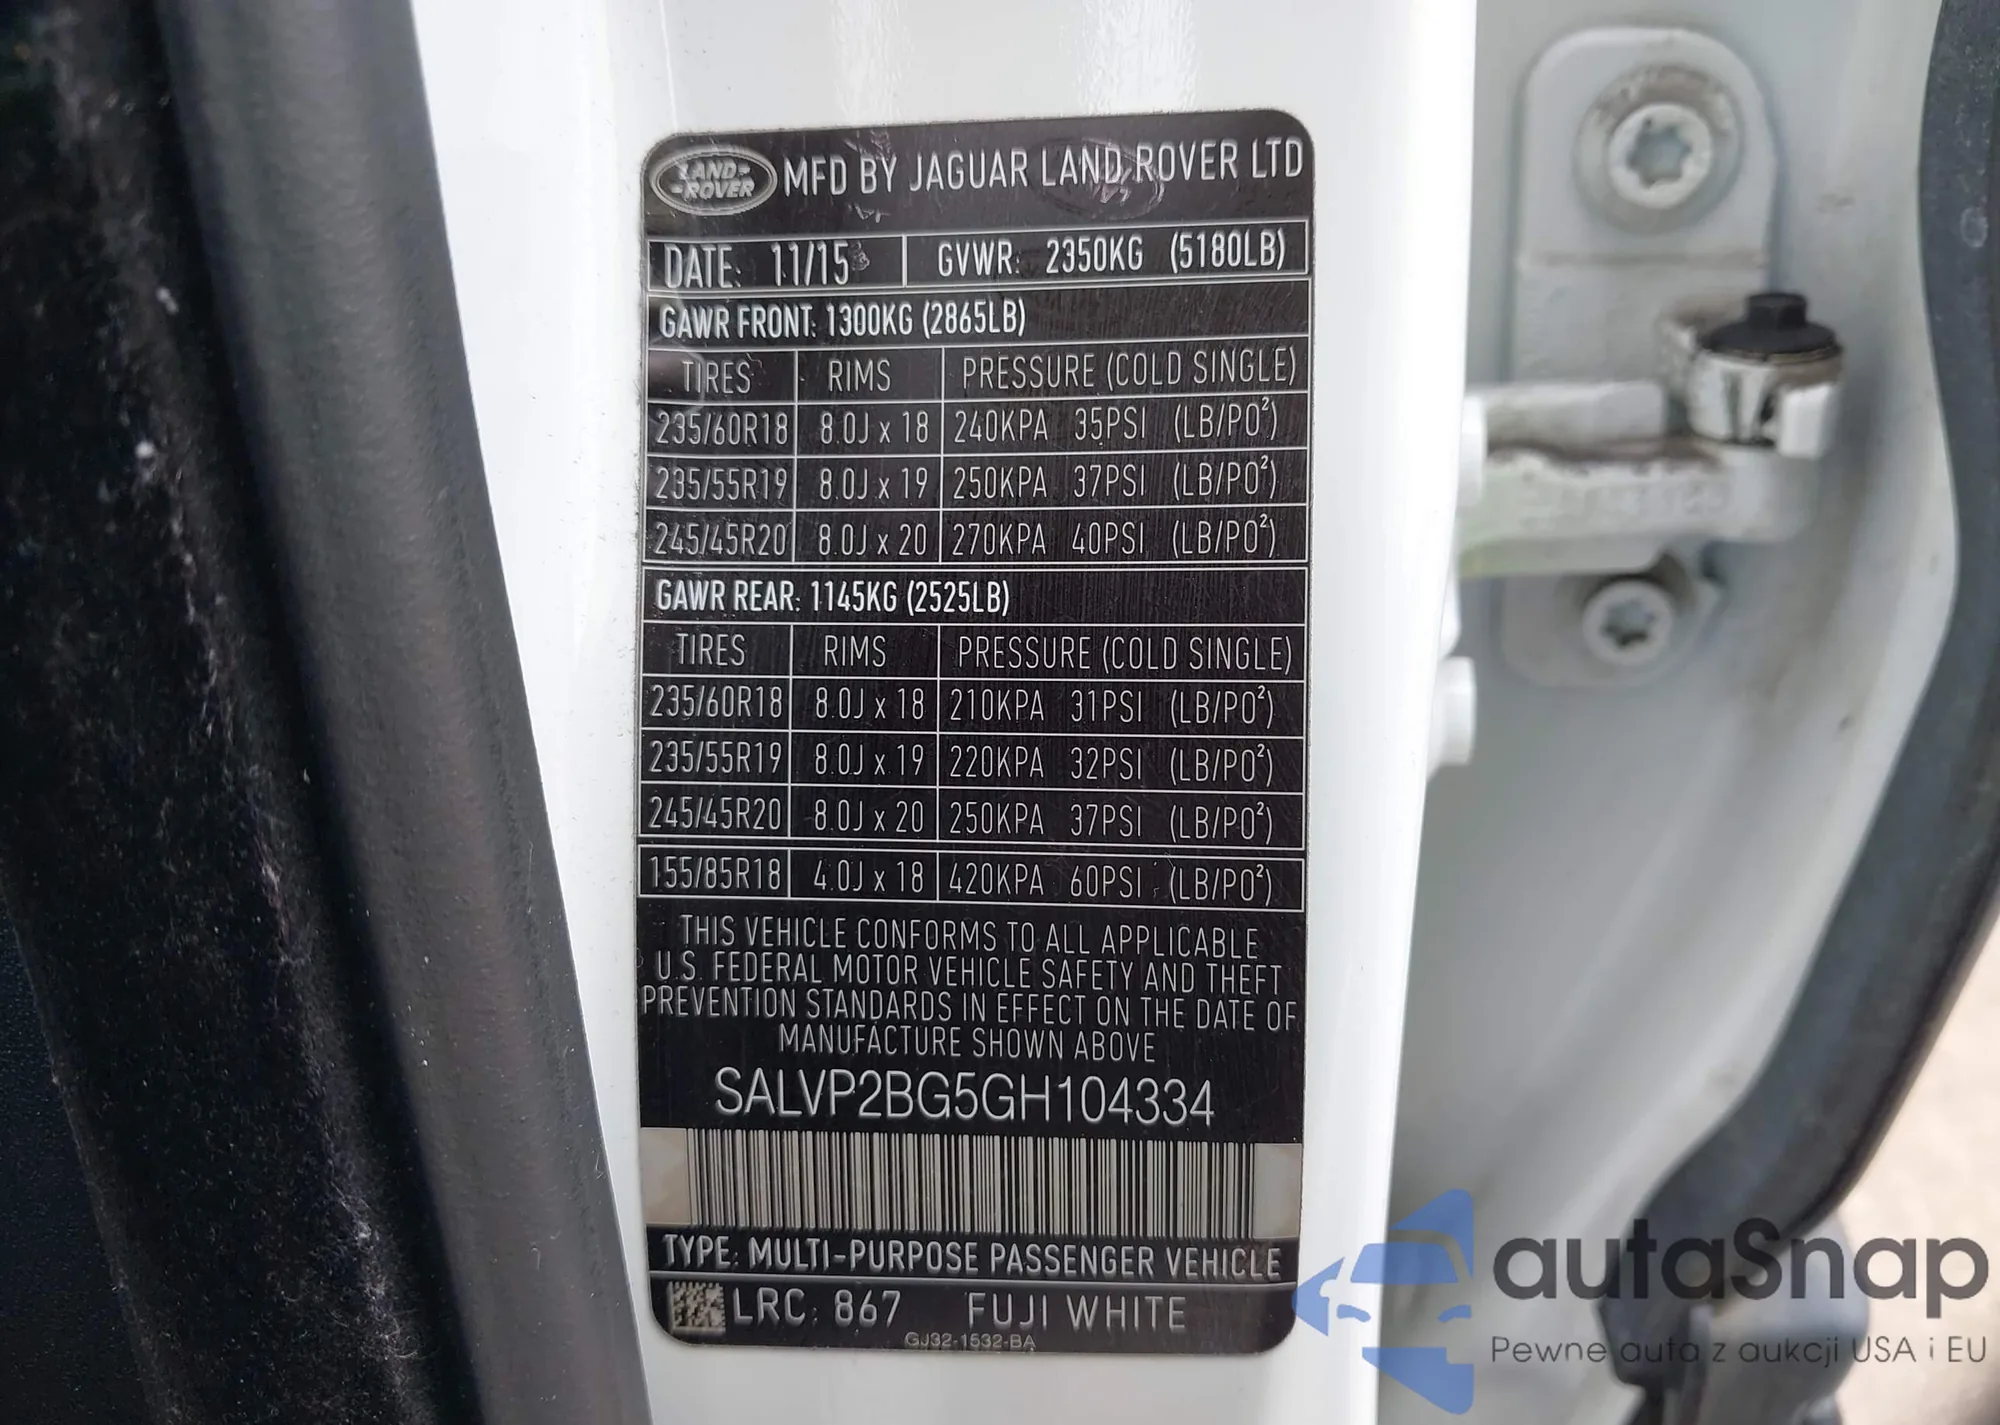 LAND-
-ROVER
MFD BY JAGUAR LAND ROVER LTD
DATE: 11/15 GVWR: 2350KG (5180LB)
GAWR FRONT: 1300KG (2865LB)
TIRES RIMS PRESSURE (COLD SINGLE)
235/60R18 8.0J x 18 240KPA 35PSI (LB/PO²)
235/55R19 8.0J x 19 250KPA 37PSI (LB/PO²)
245/45R20 8.0J x 20 270KPA 40PSI (LB/PO²)
GAWR REAR: 1145KG (2525LB)
TIRES RIMS PRESSURE (COLD SINGLE)
235/60R18 8.0J x 18 210KPA 31PSI (LB/PO²)
235/55R19 8.0J x 19 220KPA 32PSI (LB/PO²)
245/45R20 8.0J x 20 250KPA 37PSI (LB/PO²)
155/85R18 4.0J x 18 420KPA 60PSI (LB/PO²)
THIS VEHICLE CONFORMS TO ALL APPLICABLE
U.S. FEDERAL MOTOR VEHICLE SAFETY AND THEFT
PREVENTION STANDARDS IN EFFECT ON THE DATE OF
MANUFACTURE SHOWN ABOVE
SALVP2BG5GH104334
TYPE: MULTI-PURPOSE PASSENGER VEHICLE
LRC: 867 FUJI WHITE
GJ32-1532-BA
autaSnap
Pewne auta z aukcji USA i EU